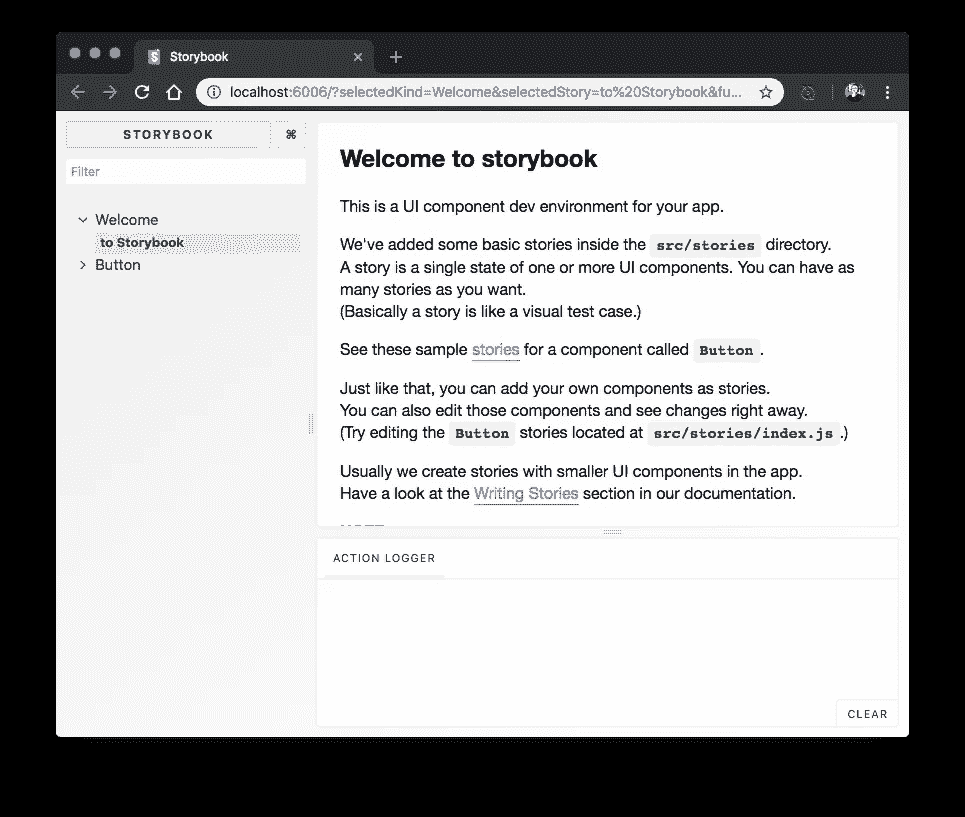 Storybook
localhost:6006/?selectedKind=Welcome&selectedStory=to%20Storybook&fu...
STORYBOOK ⌘
Filter
Welcome
to Storybook
Button
Welcome to storybook
This is a UI component dev environment for your app.
We've added some basic stories inside the src/stories directory.
A story is a single state of one or more UI components. You can have as
many stories as you want.
(Basically a story is like a visual test case.)
See these sample stories for a component called Button.
Just like that, you can add your own components as stories.
You can also edit those components and see changes right away.
(Try editing the Button stories located at src/stories/index.js.)
Usually we create stories with smaller UI components in the app.
Have a look at the Writing Stories section in our documentation.
ACTION LOGGER
CLEAR